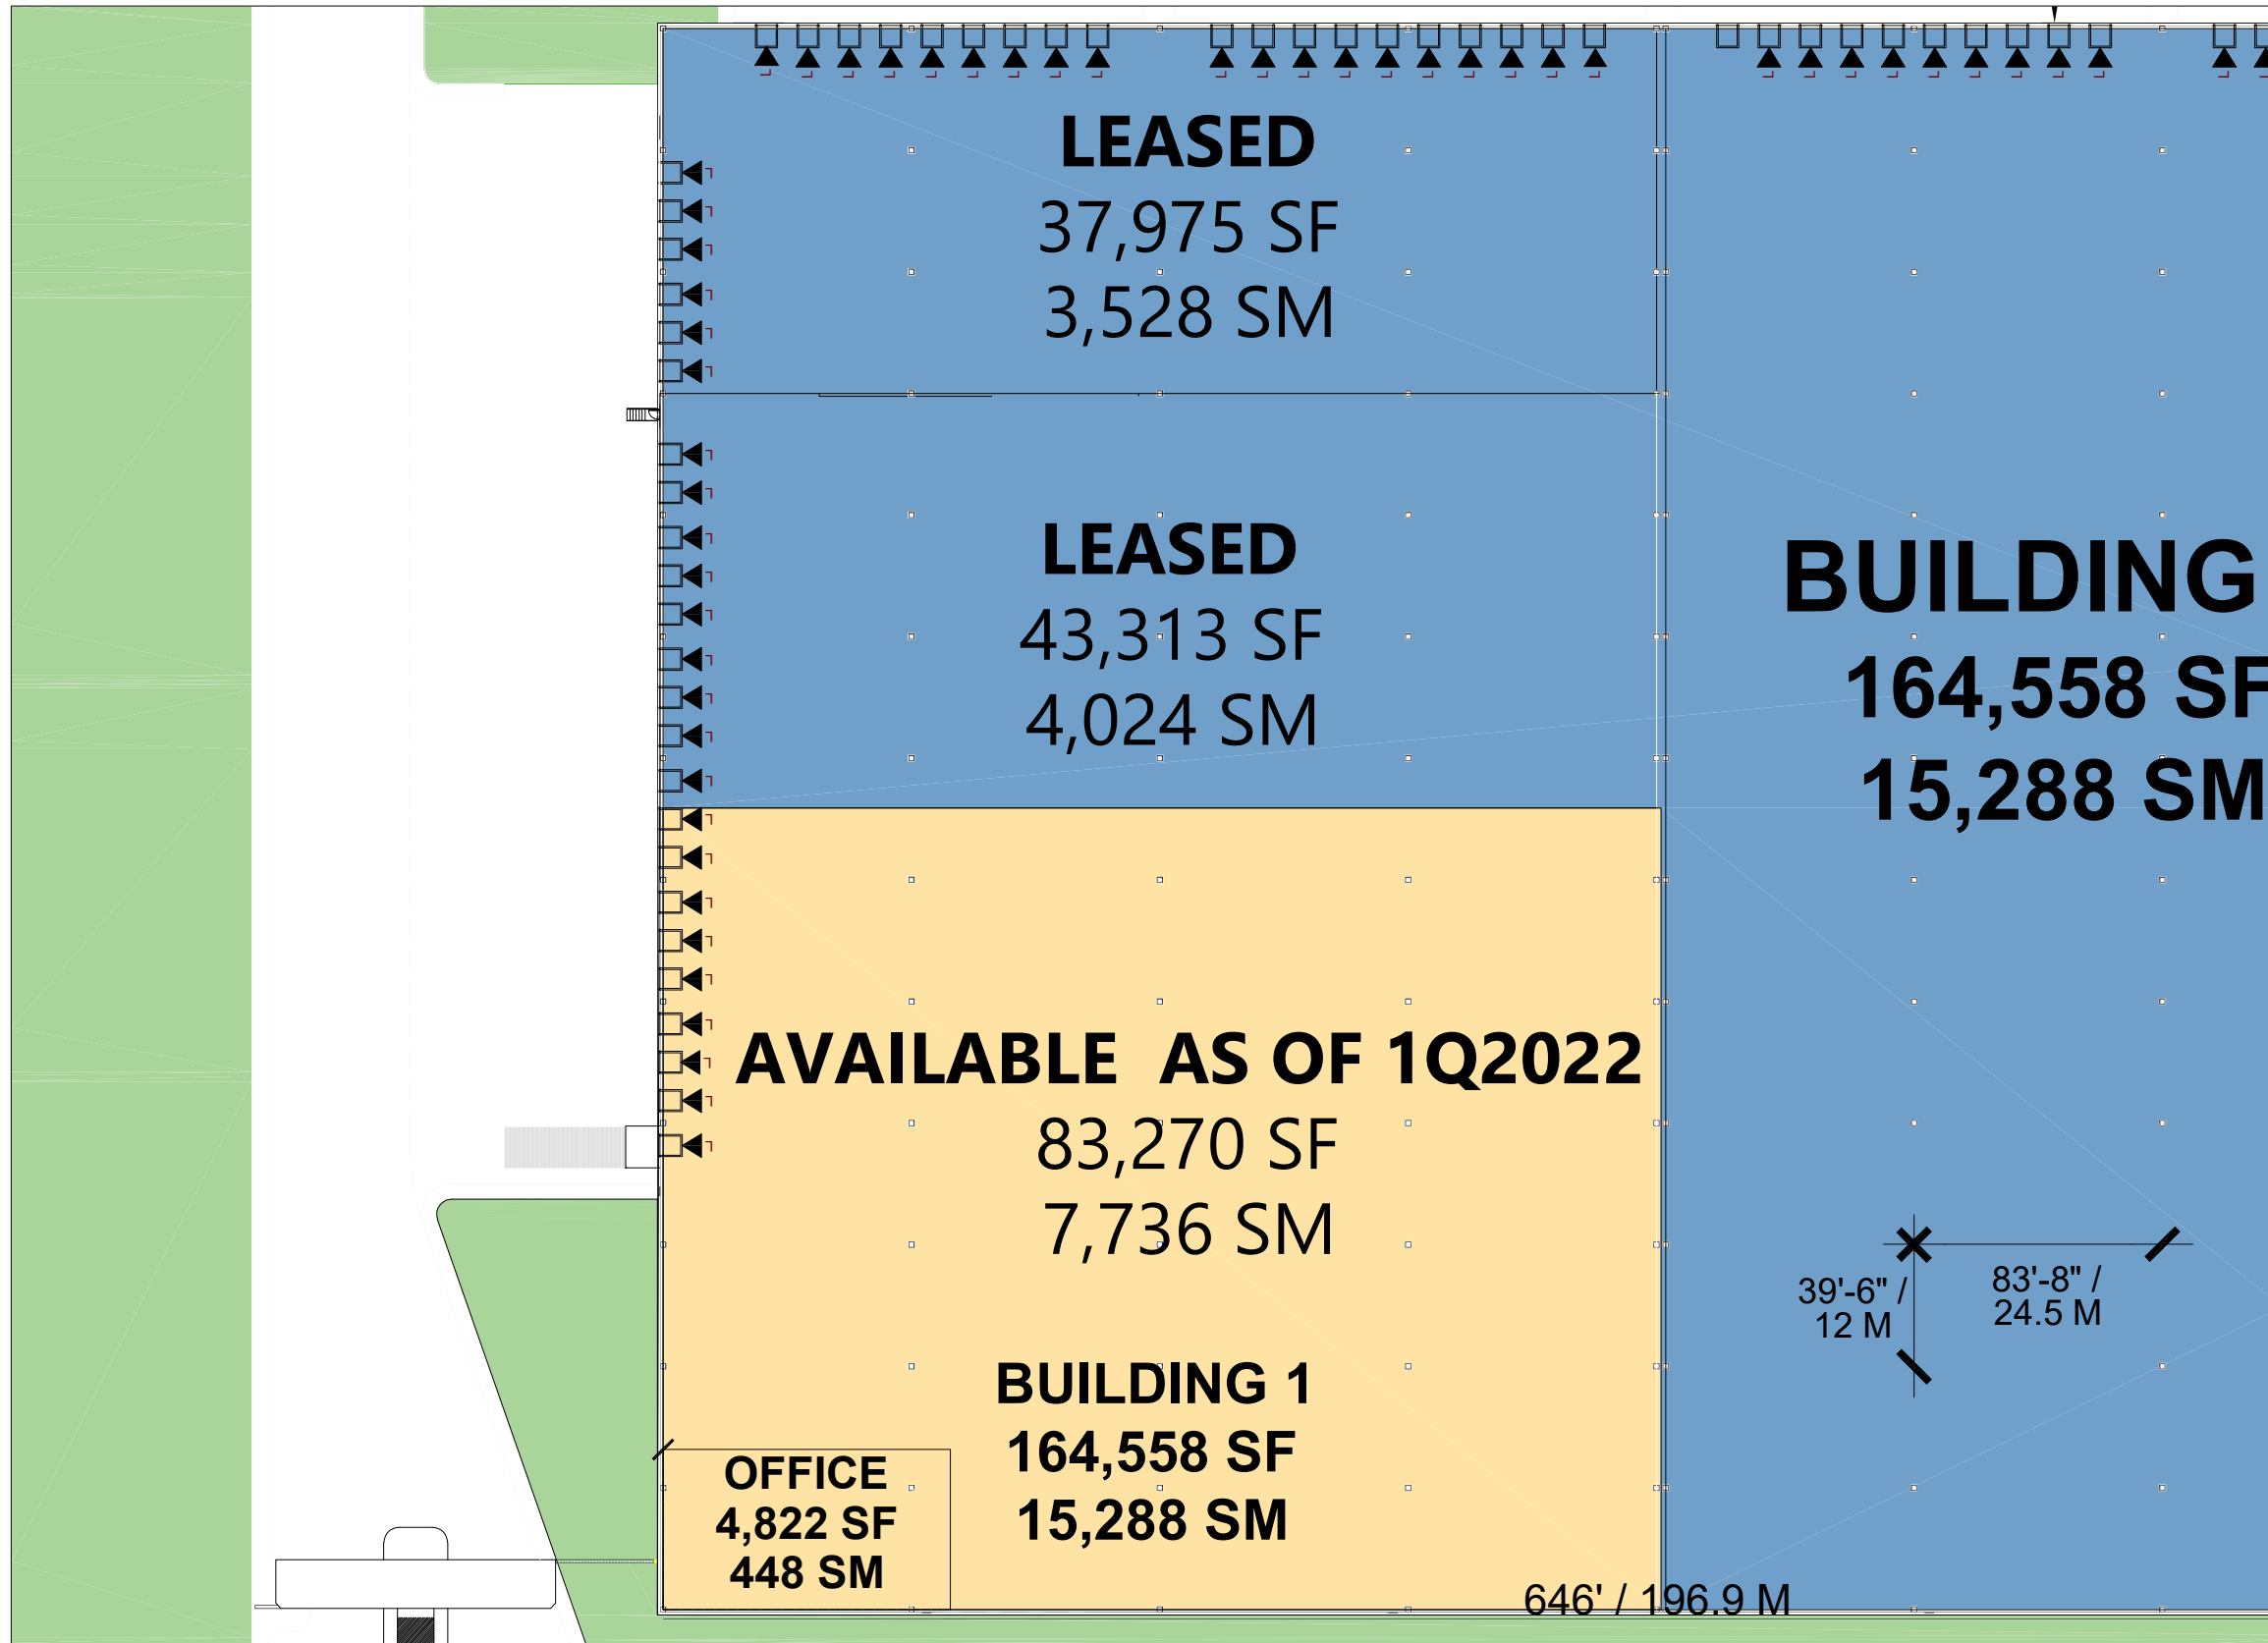 LEASED
37,975 SF
3,528 SM
LEASED
43,313 SF
4,024 SM
BUILDING
164,558 SF
15,288 SM
AVAILABLE  AS OF 1Q2022
83,270 SF
7,736 SM
39'-6" /
12 M
83'-8" /
24.5 M
BUILDING 1
164,558 SF
15,288 SM
OFFICE
4,822 SF
448 SM
646' / 196.9 M